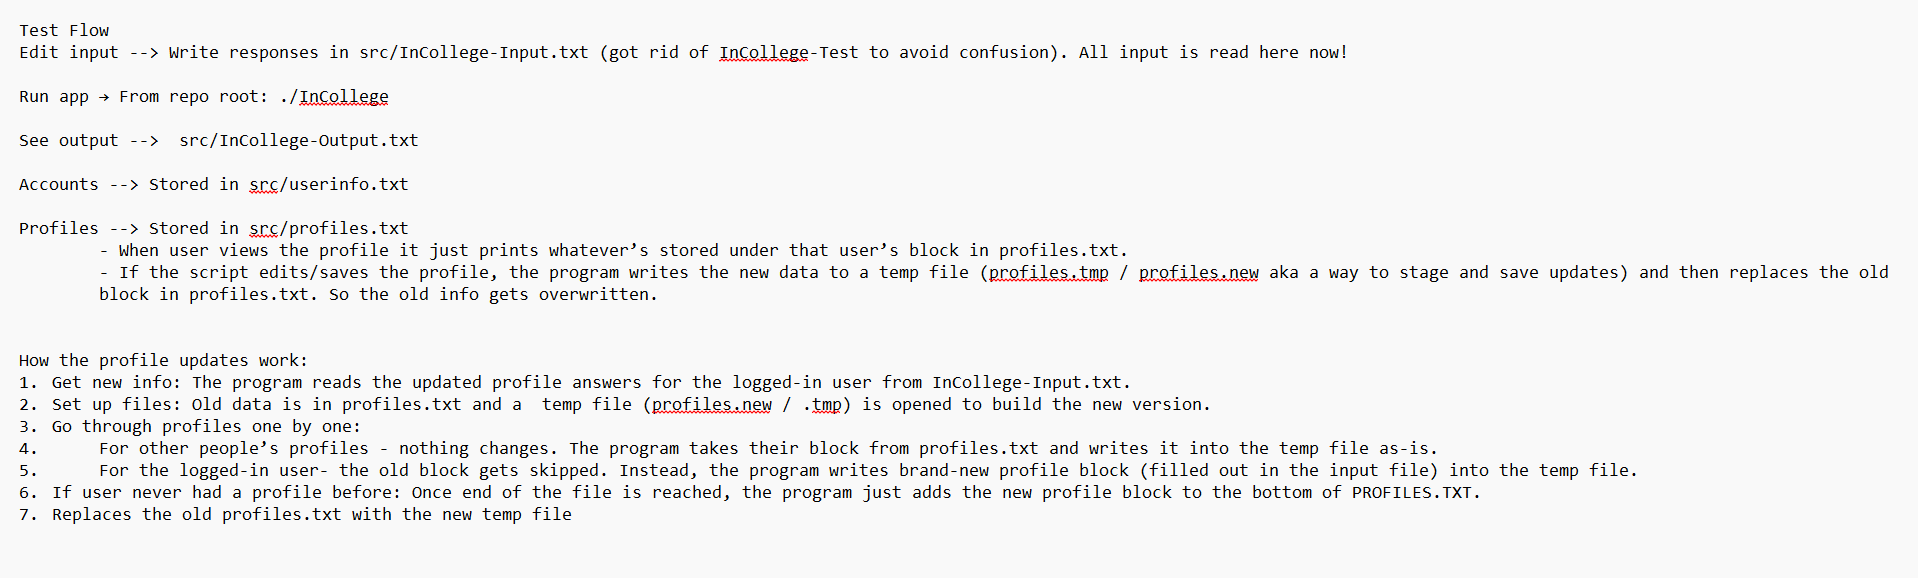 Test Flow
Edit input --> Write responses in src/InCollege-Input.txt (got rid of InCollege-Test to avoid confusion). All input is read here now!
Run app → From repo root: ./InCollege
See output -->  src/InCollege-Output.txt
Accounts --> Stored in src/userinfo.txt
Profiles --> Stored in src/profiles.txt
- When user views the profile it just prints whatever’s stored under that user’s block in profiles.txt.
- If the script edits/saves the profile, the program writes the new data to a temp file (profiles.tmp / profiles.new aka a way to stage and save updates) and then replaces the old
block in profiles.txt. So the old info gets overwritten.
How the profile updates work:
1. Get new info: The program reads the updated profile answers for the logged-in user from InCollege-Input.txt.
2. Set up files: Old data is in profiles.txt and a  temp file (profiles.new / .tmp) is opened to build the new version.
3. Go through profiles one by one:
4. For other people’s profiles - nothing changes. The program takes their block from profiles.txt and writes it into the temp file as-is.
5. For the logged-in user- the old block gets skipped. Instead, the program writes brand-new profile block (filled out in the input file) into the temp file.
6. If user never had a profile before: Once end of the file is reached, the program just adds the new profile block to the bottom of PROFILES.TXT.
7. Replaces the old profiles.txt with the new temp file